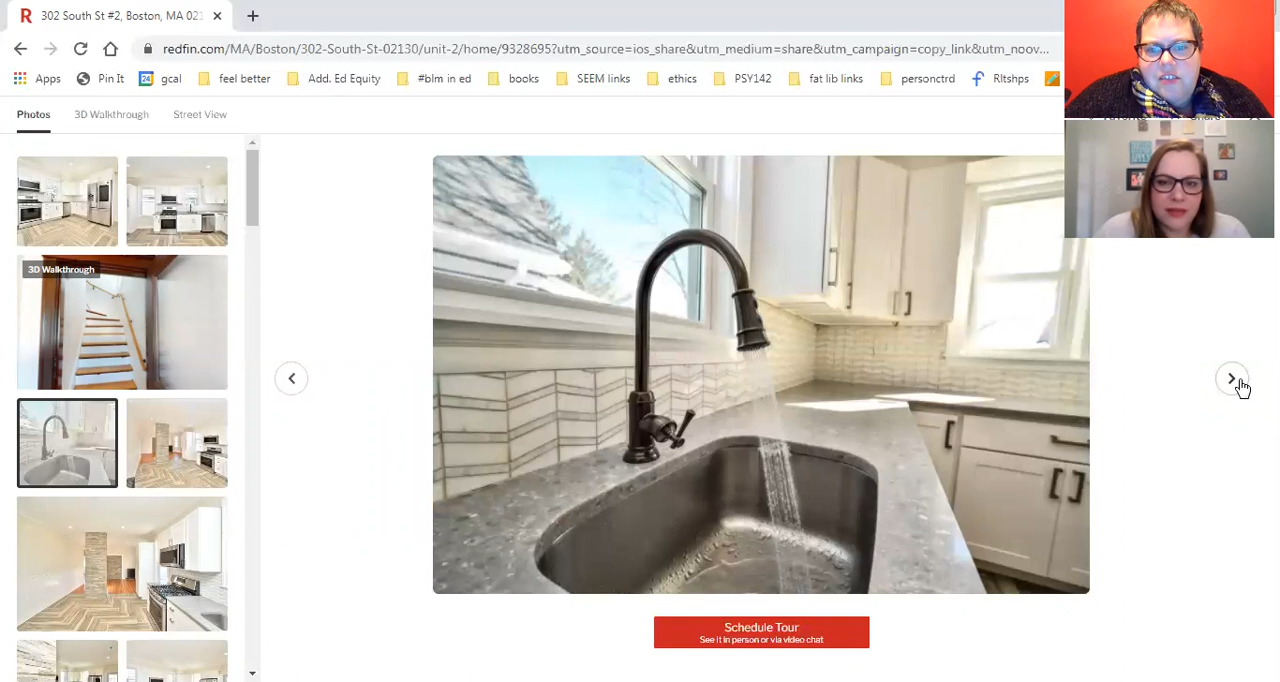 302 South St #2, Boston, MA 021
redfin.com/MA/Boston/302-South-St-02130/unit-2/home/9328695?utm_source=ios_share&utm_medium=share&utm_campaign=copy_link&utm_noov...
Apps Pin It gcal feel better Add. Ed Equity #blm in ed books SEEM links ethics PSY142 fat lib links personctrd Rltshps
Photos 3D Walkthrough Street View
3D Walkthrough
Schedule Tour
See it in person or via video chat